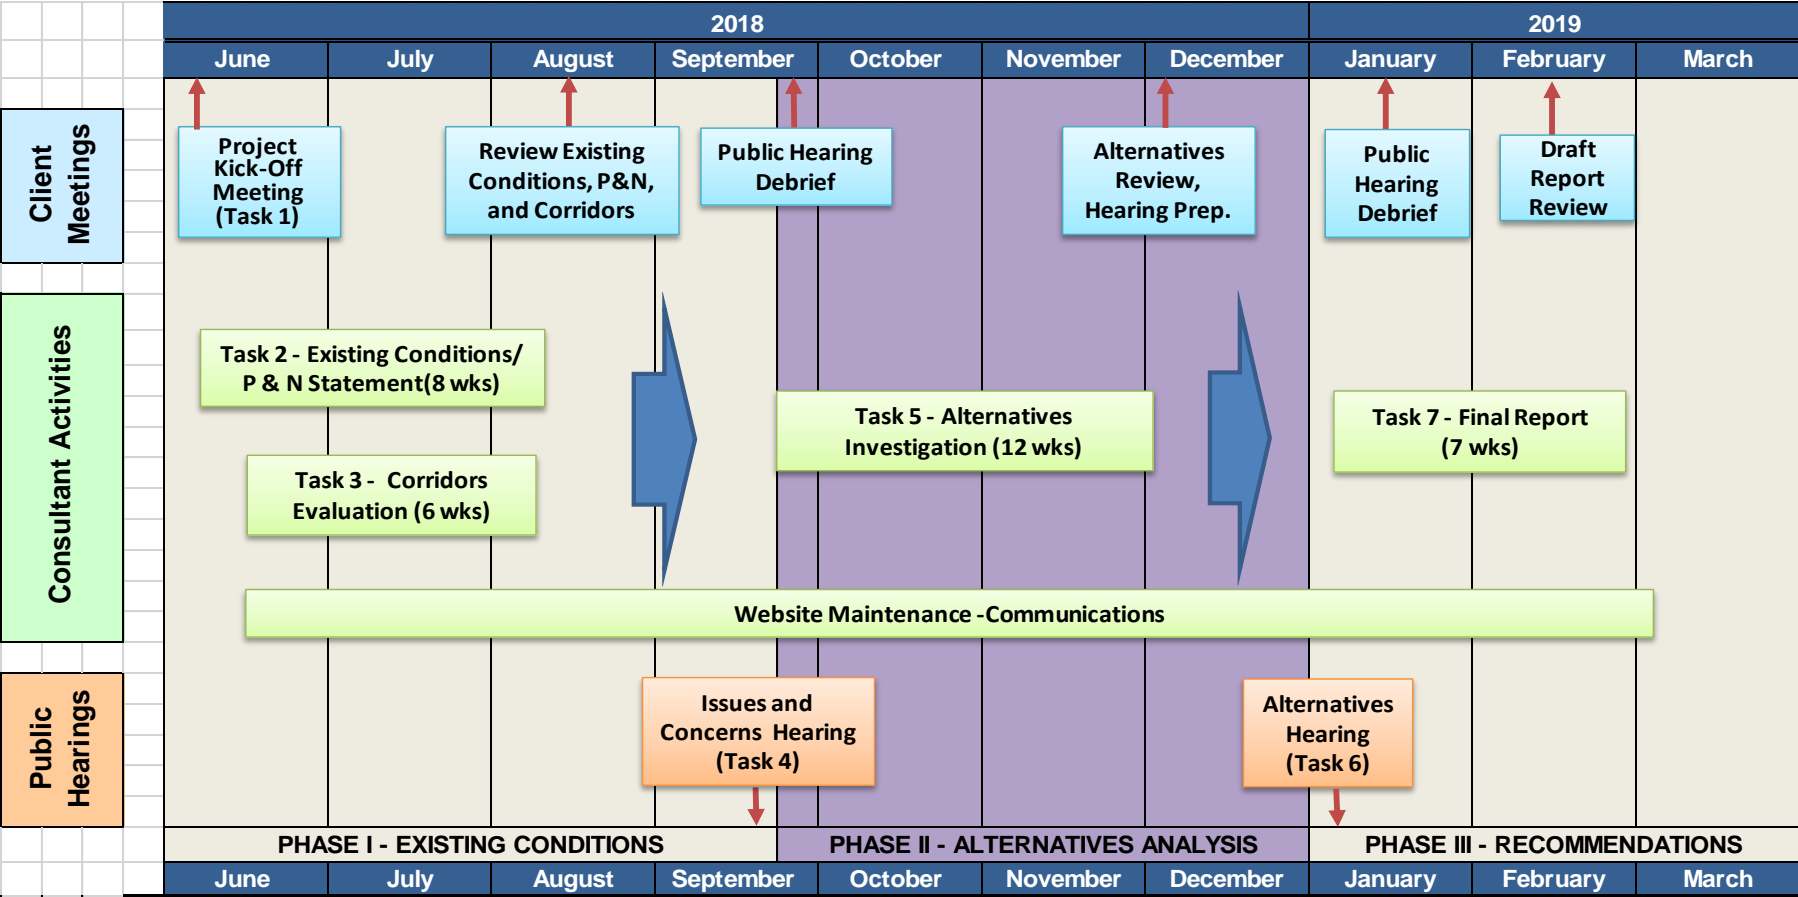 2018
2019
June
July
August
September
October
November
December
January
February
March
Client
Meetings
Project
Kick-Off
Meeting
(Task 1)
Review Existing
Conditions, P&N,
and Corridors
Public Hearing
Debrief
Alternatives
Review,
Hearing Prep.
Public
Hearing
Debrief
Draft
Report
Review
Consultant Activities
Task 2 - Existing Conditions/
P & N Statement(8 wks)
Task 3 - Corridors
Evaluation (6 wks)
Task 5 - Alternatives
Investigation (12 wks)
Task 7 - Final Report
(7 wks)
Website Maintenance -Communications
Public
Hearings
Issues and
Concerns Hearing
(Task 4)
Alternatives
Hearing
(Task 6)
PHASE I - EXISTING CONDITIONS
PHASE II - ALTERNATIVES ANALYSIS
PHASE III - RECOMMENDATIONS
June
July
August
September
October
November
December
January
February
March